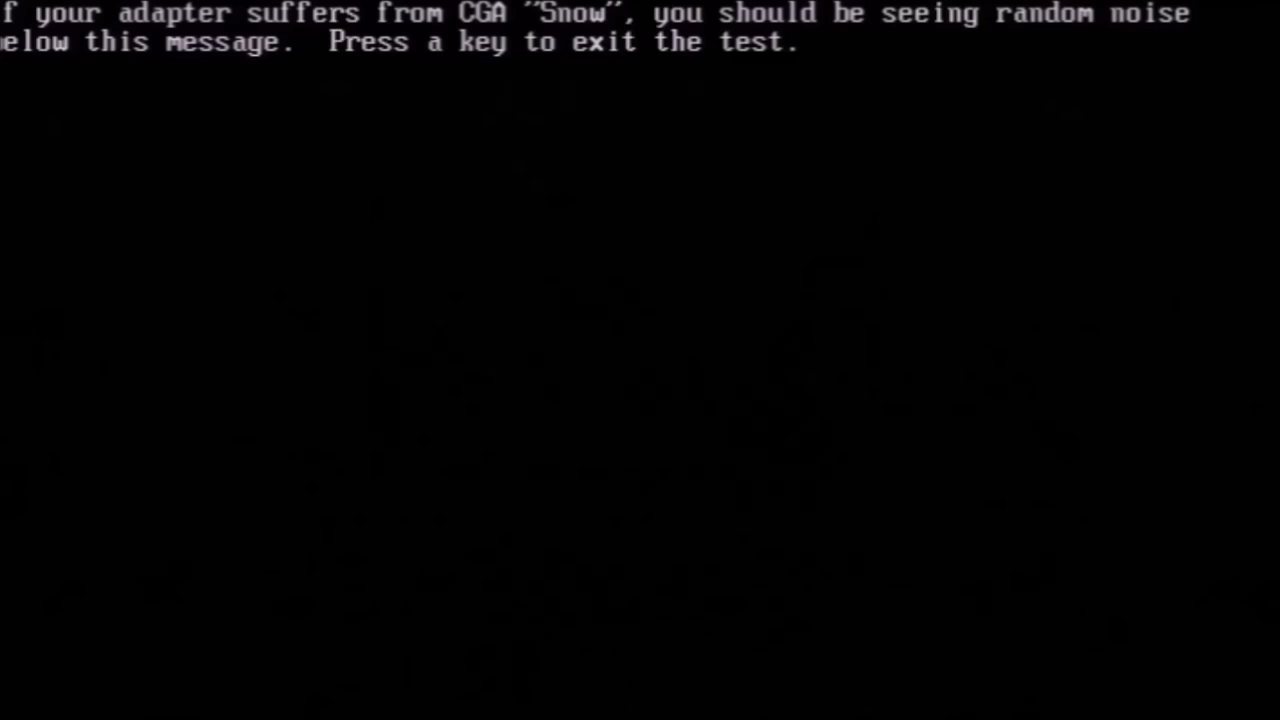 f your adapter suffers from CGA "Snow", you should be seeing random noise
elow this message.  Press a key to exit the test.